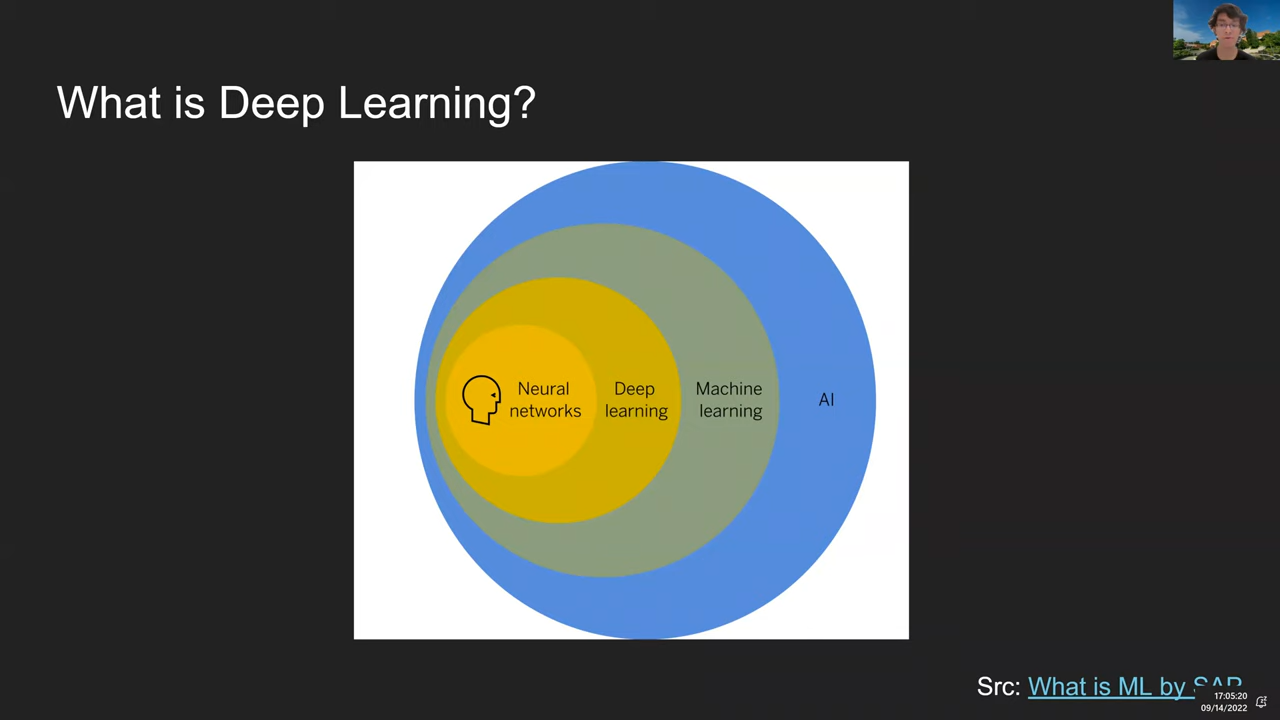 What is Deep Learning?
Neural networks
Deep learning
Machine learning
AI
Src: What is ML by SAP
17:05:20
09/14/2022